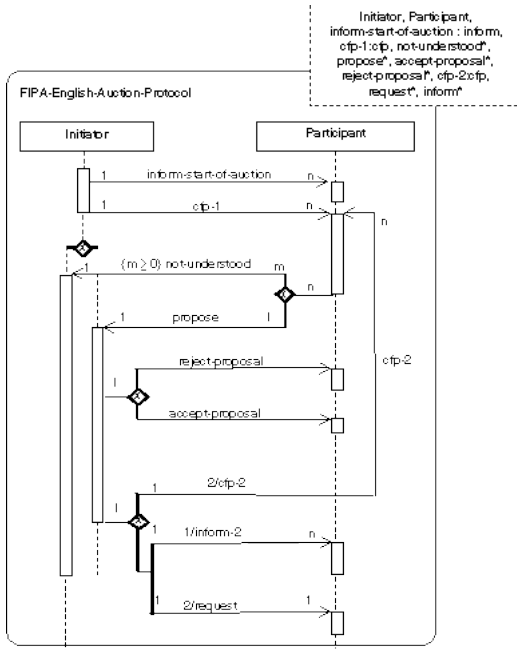 Initiator, Participant,
inform-start-of-auction : inform,
cfp-1:cfp, not-understood*,
propose*, accept-proposal*,
reject-proposal*, cfp-2:cfp,
request*, inform*
FIPA-English-Auction-Protocol
Initiator
Participant
1 inform-start-of-auction n
1 cfp-1 n
n
x
1 {m ≥ 0} not-understood m
n
1 propose l
reject-proposal
cfp-2
l x
accept-proposal
1 2/cfp-2
l x
1 1/inform-2 n
1 2/request 1